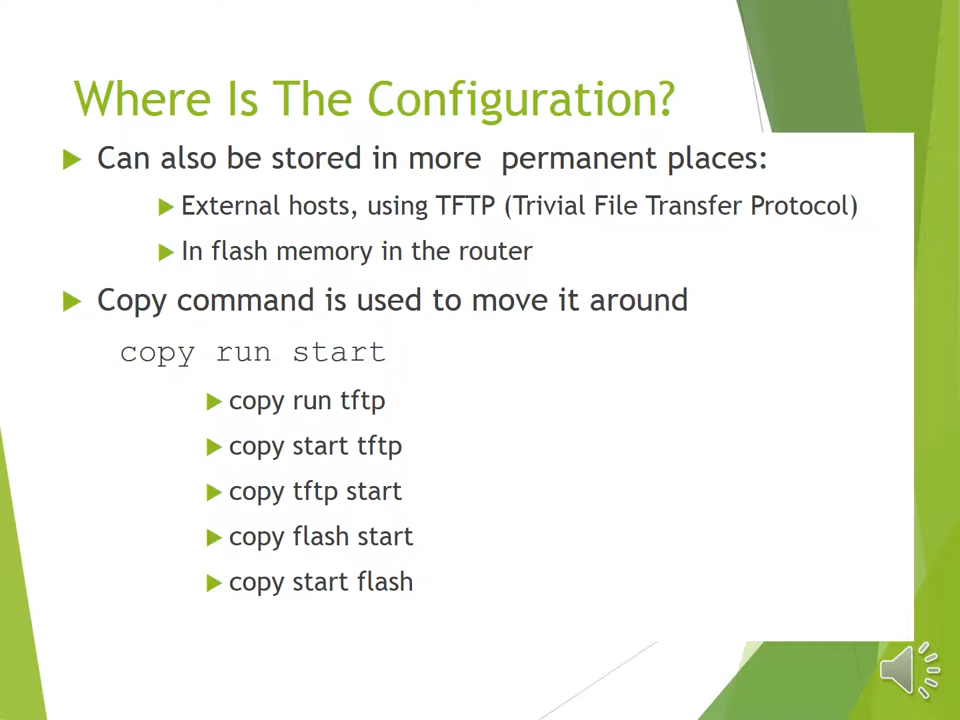 Where Is The Configuration?
Can also be stored in more permanent places:
External hosts, using TFTP (Trivial File Transfer Protocol)
In flash memory in the router
Copy command is used to move it around
copy run start
copy run tftp
copy start tftp
copy tftp start
copy flash start
copy start flash